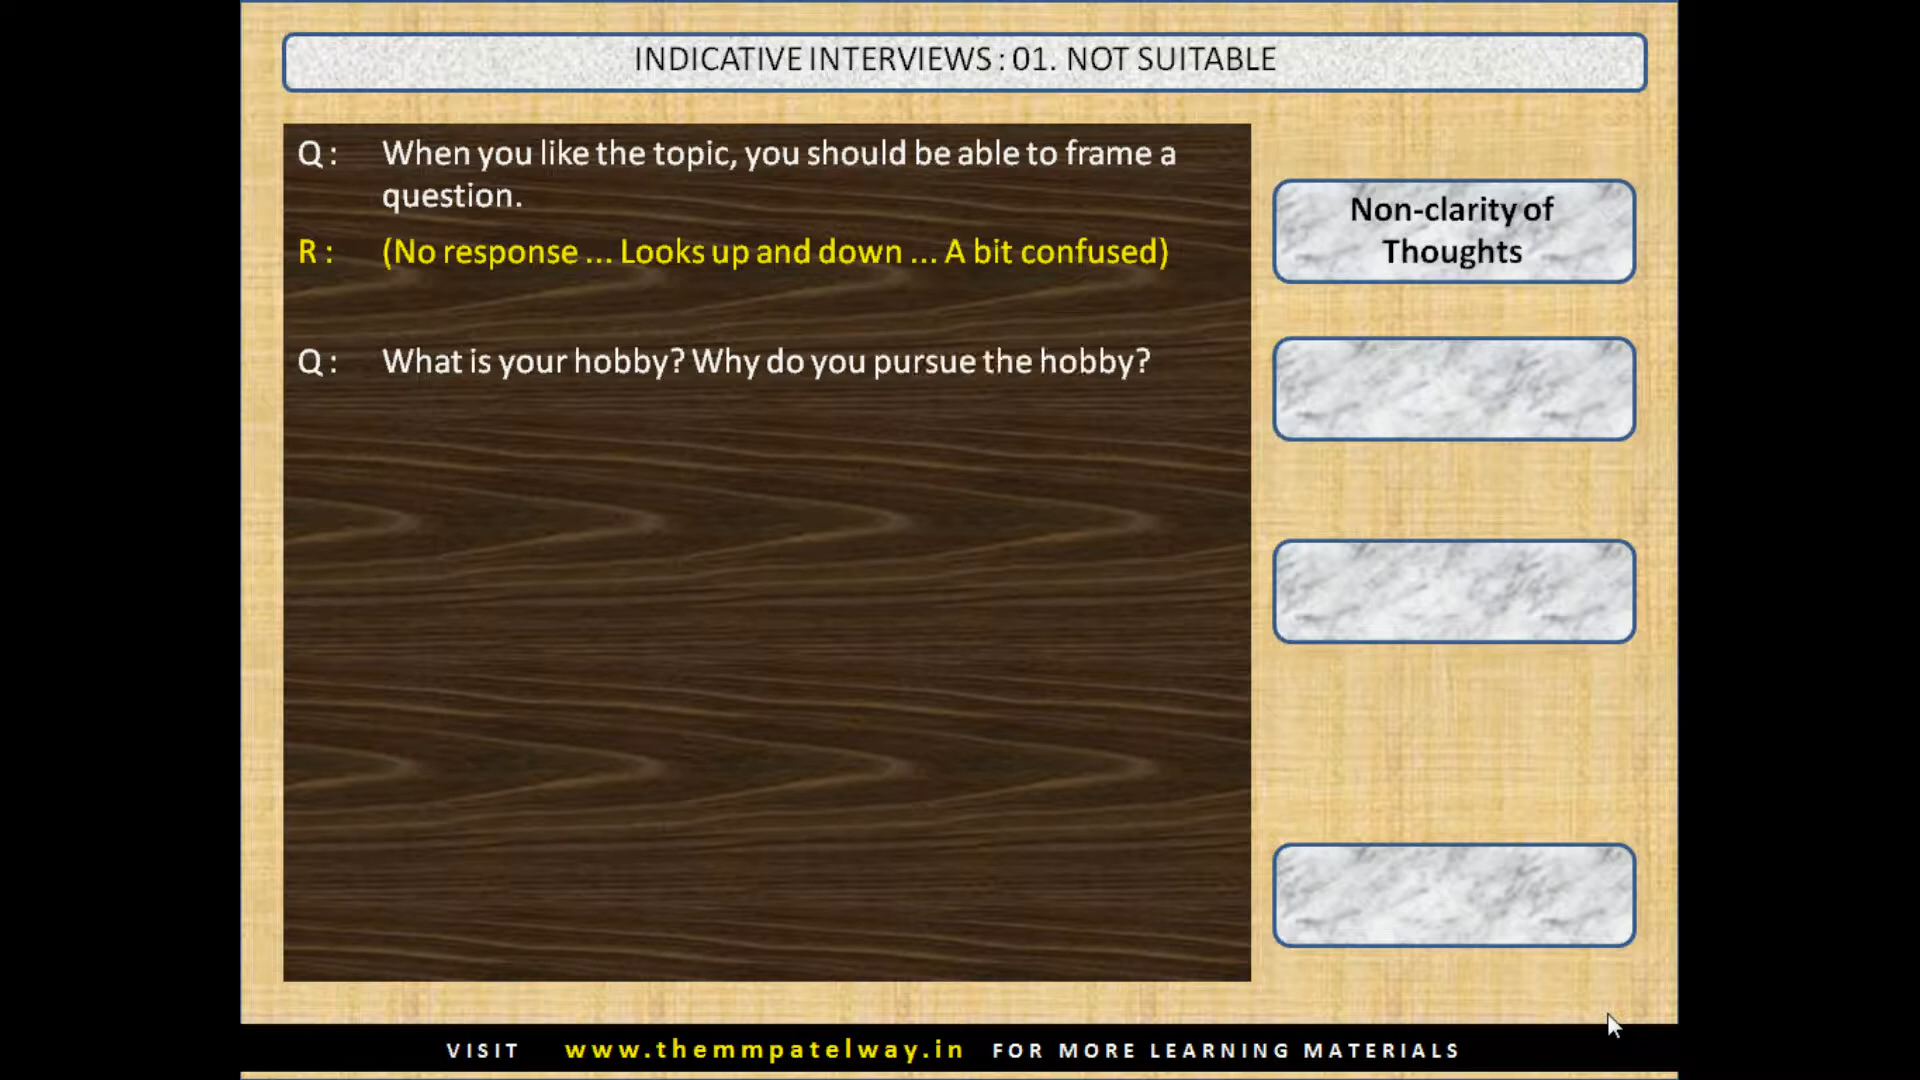 INDICATIVE INTERVIEWS : 01. NOT SUITABLE
Q : When you like the topic, you should be able to frame a
question.
R : (No response ... Looks up and down ... A bit confused)
Q : What is your hobby? Why do you pursue the hobby?
Non-clarity of
Thoughts
VISIT www.themmpatelway.in FOR MORE LEARNING MATERIALS